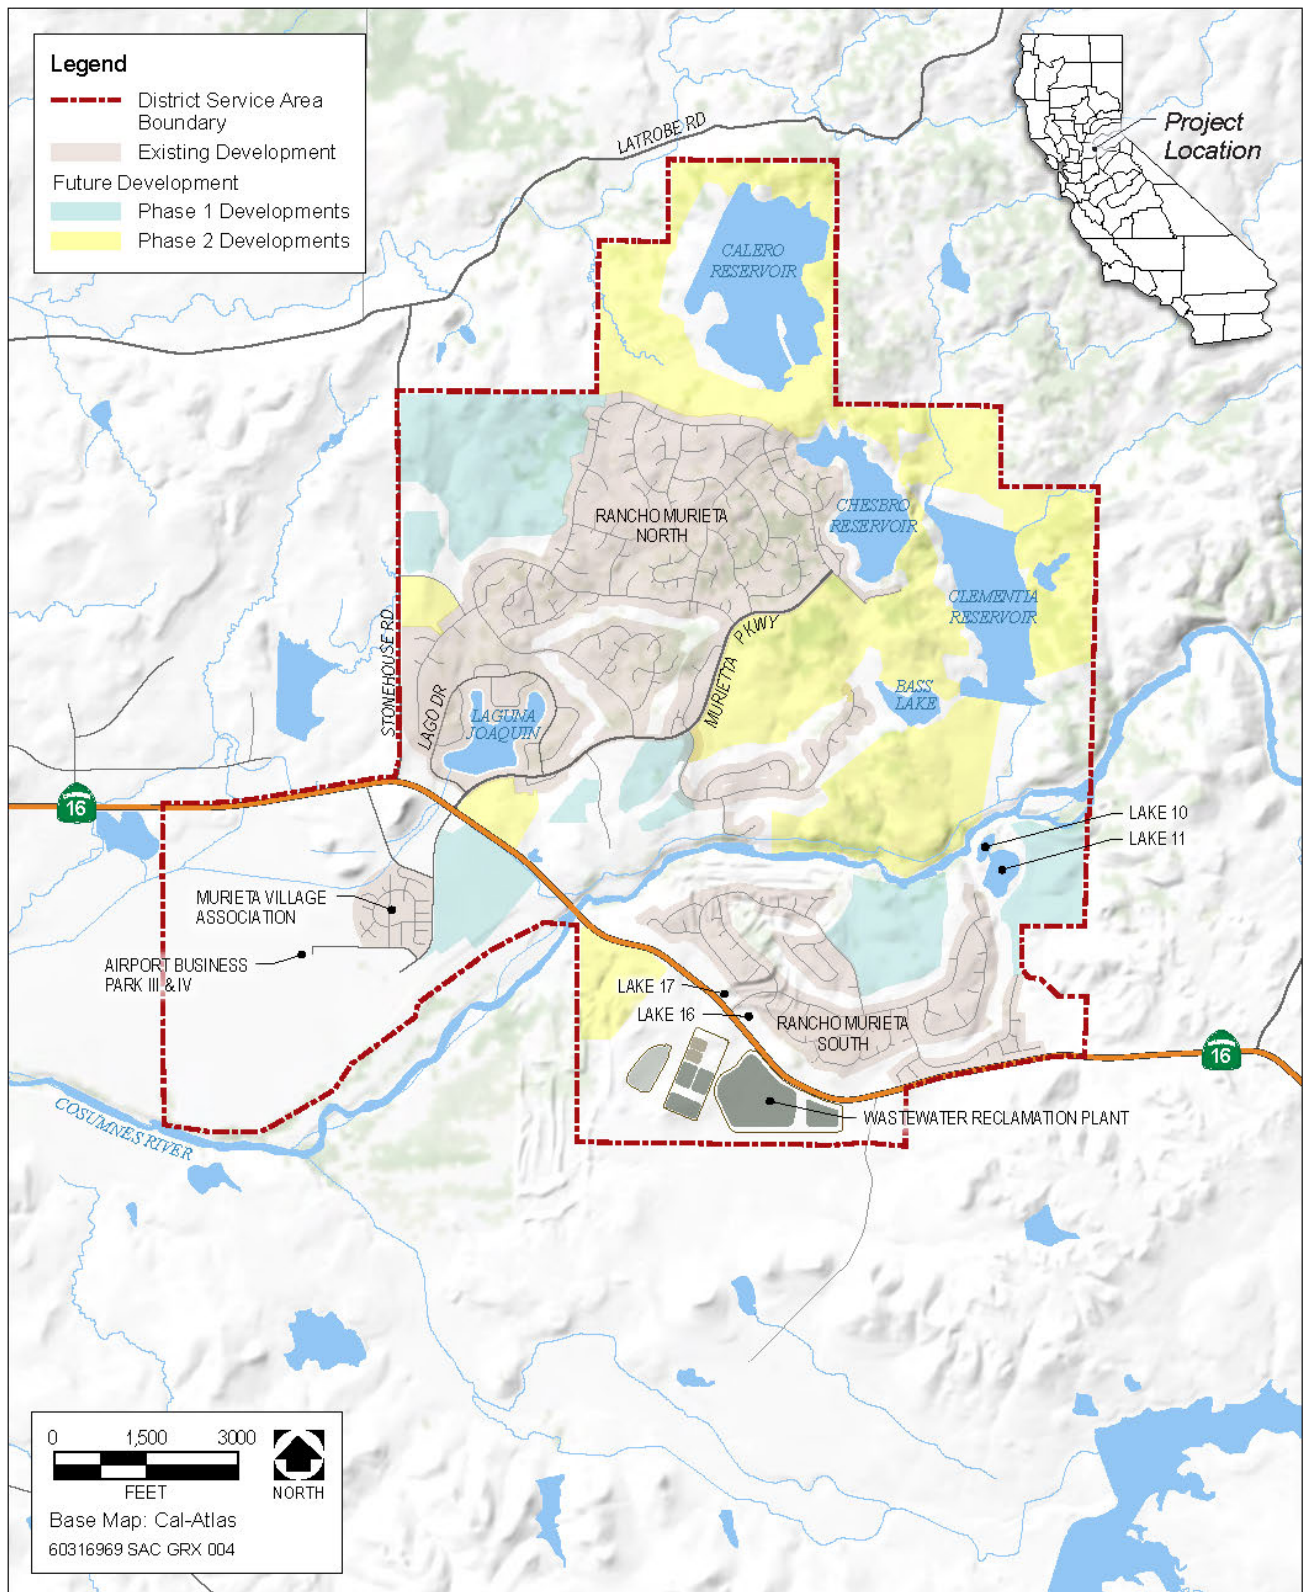 Legend
District Service Area
Boundary
Existing Development
Future Development
Phase 1 Developments
Phase 2 Developments
LATROBE RD
Project
Location
CALERO
RESERVOIR
CHESBRO
RESERVOIR
RANCHO MURIETA
NORTH
CLEMENTIA
RESERVOIR
STONEHOUSE RD
LAGO DR
MURIETTA PKWY
BASS
LAKE
LAGUNA
JOAQUIN
16
LAKE 10
LAKE 11
MURIETA VILLAGE
ASSOCIATION
AIRPORT BUSINESS
PARK III & IV
LAKE 17
LAKE 16
RANCHO MURIETA
SOUTH
16
WASTEWATER RECLAMATION PLANT
COSUMNES RIVER
0 1,500 3000
FEET
NORTH
Base Map: Cal-Atlas
60316969 SAC GRX 004